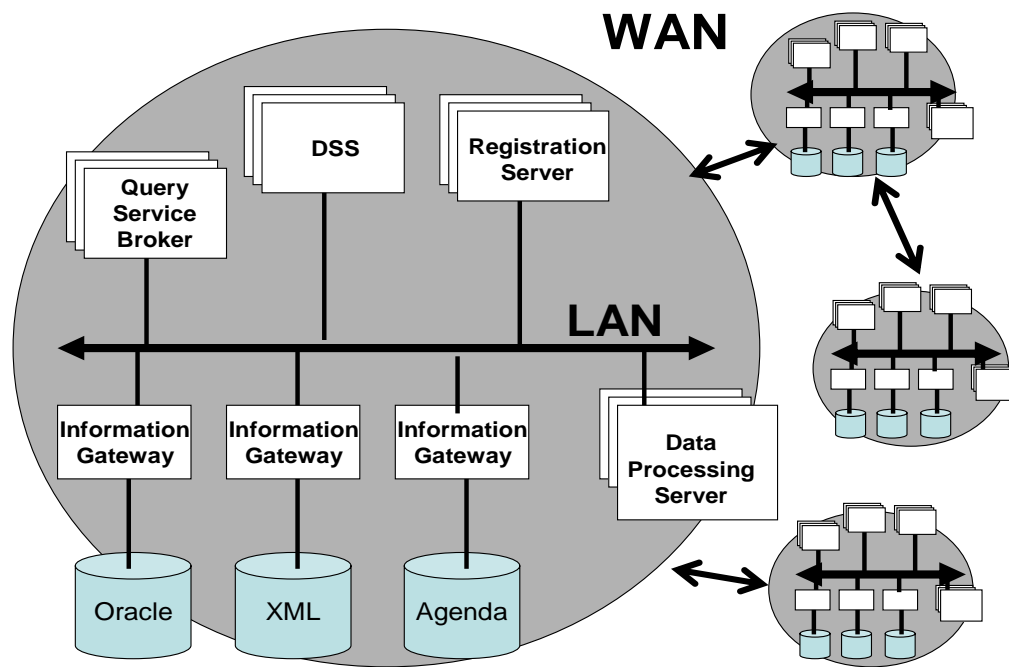 WAN
DSS
Registration
Server
Query
Service
Broker
LAN
Information
Gateway
Information
Gateway
Information
Gateway
Data
Processing
Server
Oracle
XML
Agenda